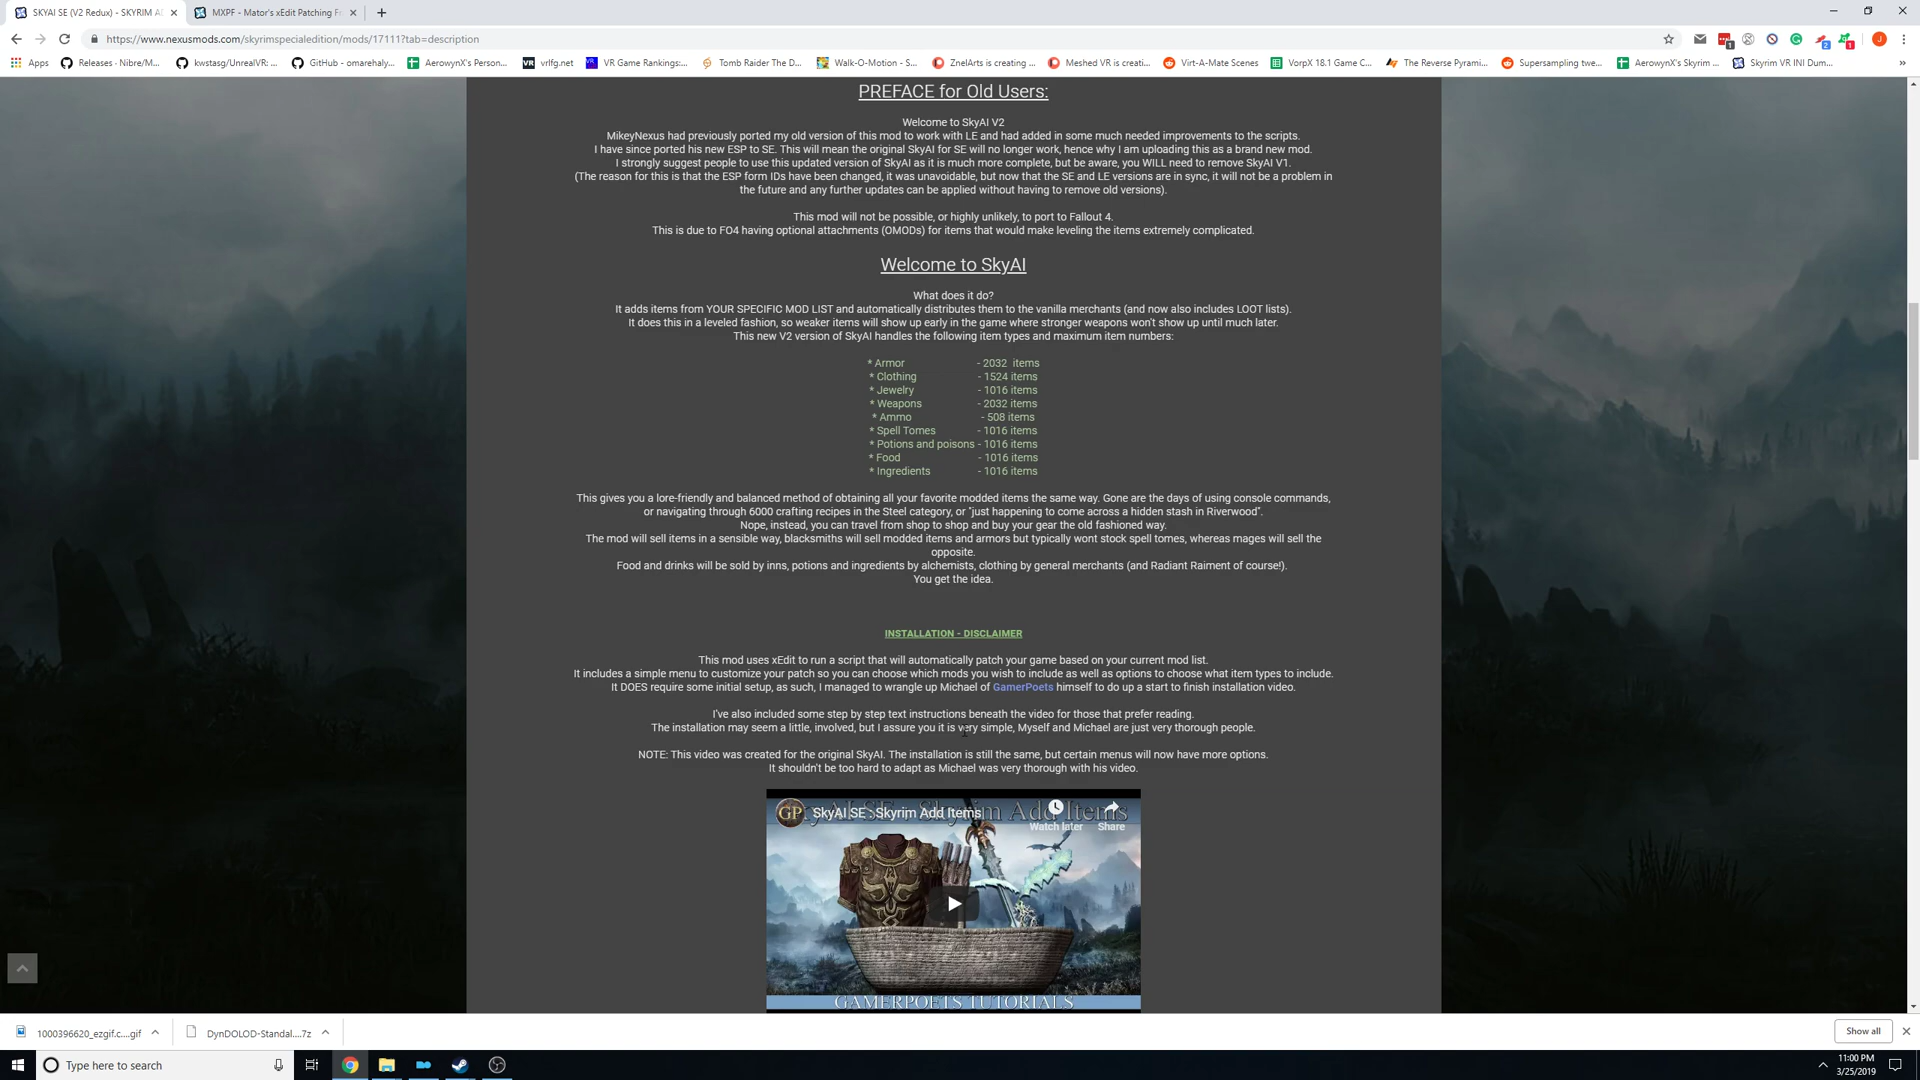 SKYAI SE (V2 Redux) - SKYRIM A
MXPF - Mator's xEdit Patching Fr
https://www.nexusmods.com/skyrimspecialedition/mods/17111?tab=description
Apps
Releases - Nibre/M...
kwstasg/UnrealVR: ...
GitHub - omarehaly...
AerowynX's Person...
vrlfg.net
VR Game Rankings:...
Tomb Raider The D...
Walk-O-Motion - S...
ZnelArts is creating ...
Meshed VR is creati...
Virt-A-Mate Scenes
VorpX 18.1 Game C...
The Reverse Pyrami...
Supersampling twe...
AerowynX's Skyrim ...
Skyrim VR INI Dum...
PREFACE for Old Users:
Welcome to SkyAI V2
MikeyNexus had previously ported my old version of this mod to work with LE and had added in some much needed improvements to the scripts.
I have since ported his new ESP to SE. This will mean the original SkyAI for SE will no longer work, hence why I am uploading this as a brand new mod.
I strongly suggest people to use this updated version of SkyAI as it is much more complete, but be aware, you WILL need to remove SkyAI V1.
(The reason for this is that the ESP form IDs have been changed, it was unavoidable, but now that the SE and LE versions are in sync, it will not be a problem in
the future and any further updates can be applied without having to remove old versions).
This mod will not be possible, or highly unlikely, to port to Fallout 4.
This is due to FO4 having optional attachments (OMODs) for items that would make leveling the items extremely complicated.
Welcome to SkyAI
What does it do?
It adds items from YOUR SPECIFIC MOD LIST and automatically distributes them to the vanilla merchants (and now also includes LOOT lists).
It does this in a leveled fashion, so weaker items will show up early in the game where stronger weapons won't show up until much later.
This new V2 version of SkyAI handles the following item types and maximum item numbers:
* Armor - 2032 items
* Clothing - 1524 items
* Jewelry - 1016 items
* Weapons - 2032 items
* Ammo - 508 items
* Spell Tomes - 1016 items
* Potions and poisons - 1016 items
* Food - 1016 items
* Ingredients - 1016 items
This gives you a lore-friendly and balanced method of obtaining all your favorite modded items the same way. Gone are the days of using console commands,
or navigating through 6000 crafting recipes in the Steel category, or "just happening to come across a hidden stash in Riverwood".
Nope, instead, you can travel from shop to shop and buy your gear the old fashioned way.
The mod will sell items in a sensible way, blacksmiths will sell modded items and armors but typically wont stock spell tomes, whereas mages will sell the
opposite.
Food and drinks will be sold by inns, potions and ingredients by alchemists, clothing by general merchants (and Radiant Raiment of course!).
You get the idea.
INSTALLATION - DISCLAIMER
This mod uses xEdit to run a script that will automatically patch your game based on your current mod list.
It includes a simple menu to customize your patch so you can choose which mods you wish to include as well as options to choose what item types to include.
It DOES require some initial setup, as such, I managed to wrangle up Michael of GamerPoets himself to do up a start to finish installation video.
I've also included some step by step text instructions beneath the video for those that prefer reading.
The installation may seem a little, involved, but I assure you it is very simple, Myself and Michael are just very thorough people.
NOTE: This video was created for the original SkyAI. The installation is still the same, but certain menus will now have more options.
It shouldn't be too hard to adapt as Michael was very thorough with his video.
GP
SkyAI SE : Skyrim Add Items
Watch later
Share
GAMERPOETS TUTORIALS
1000396620_ezgif.c....gif
DynDOLOD-Standal....7z
Show all
Type here to search
11:00 PM
3/25/2019